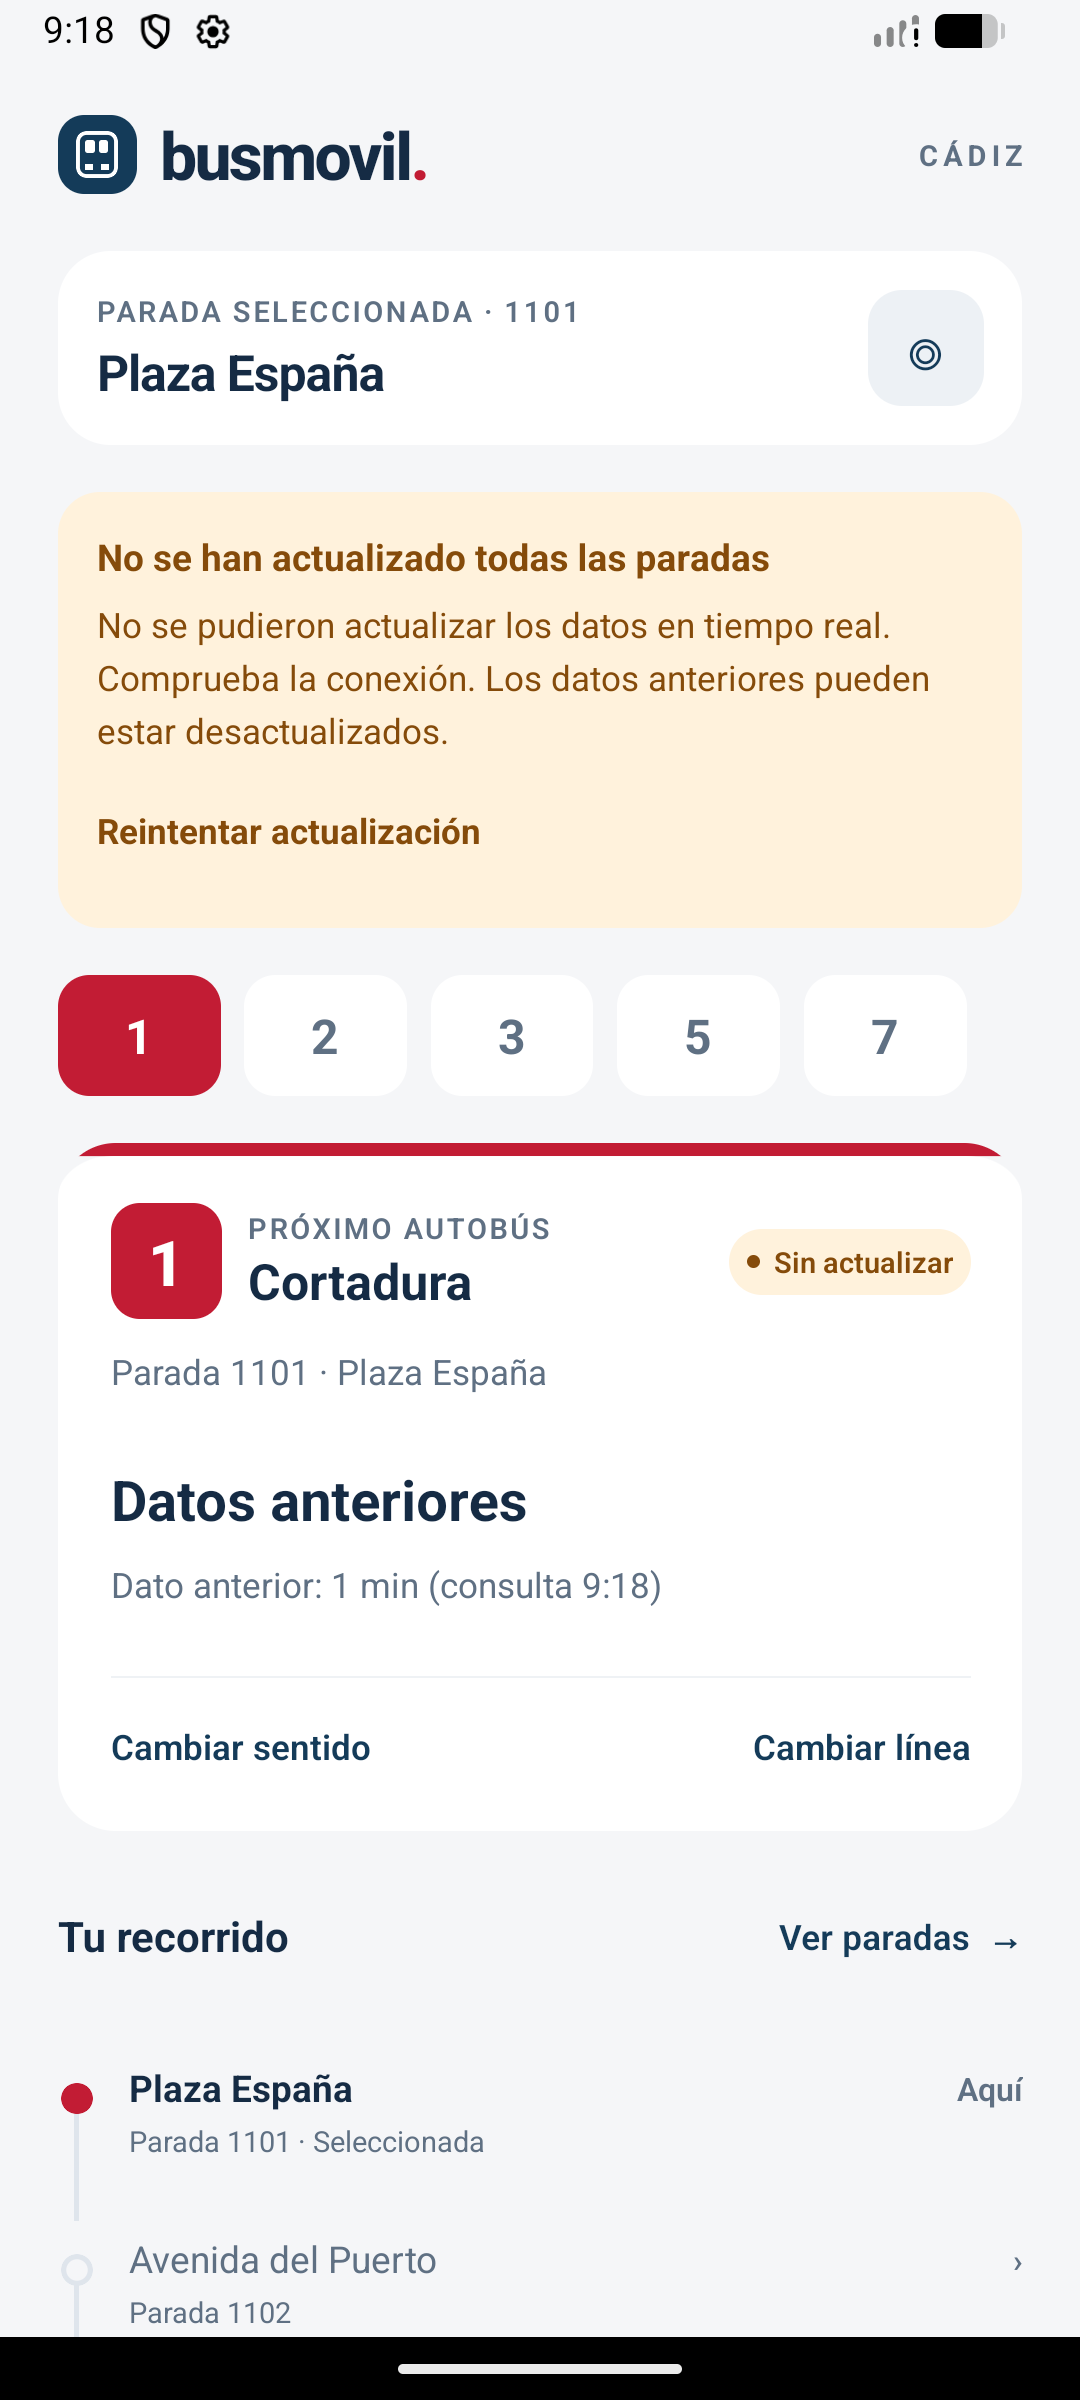 9:18
busmovil.
CÁDIZ
PARADA SELECCIONADA · 1101
Plaza España
No se han actualizado todas las paradas
No se pudieron actualizar los datos en tiempo real.
Comprueba la conexión. Los datos anteriores pueden
estar desactualizados.
Reintentar actualización
1 2 3 5 7
1
PRÓXIMO AUTOBÚS
Cortadura
Sin actualizar
Parada 1101 · Plaza España
Datos anteriores
Dato anterior: 1 min (consulta 9:18)
Cambiar sentido
Cambiar línea
Tu recorrido
Ver paradas →
Plaza España
Aquí
Parada 1101 · Seleccionada
Avenida del Puerto ›
Parada 1102